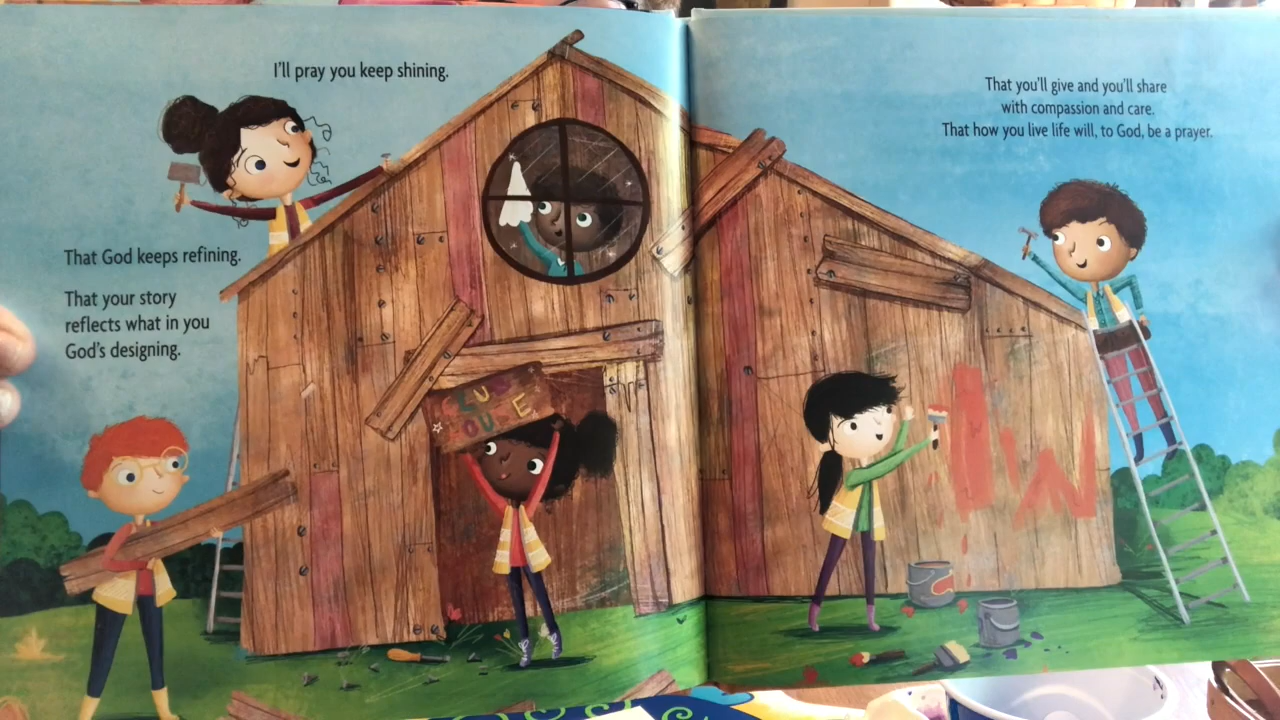 I'll pray you keep shining.
That God keeps refining.
That your story
reflects what in you
God's designing.
That you'll give and you'll share
with compassion and care.
That how you live life will, to God, be a prayer.